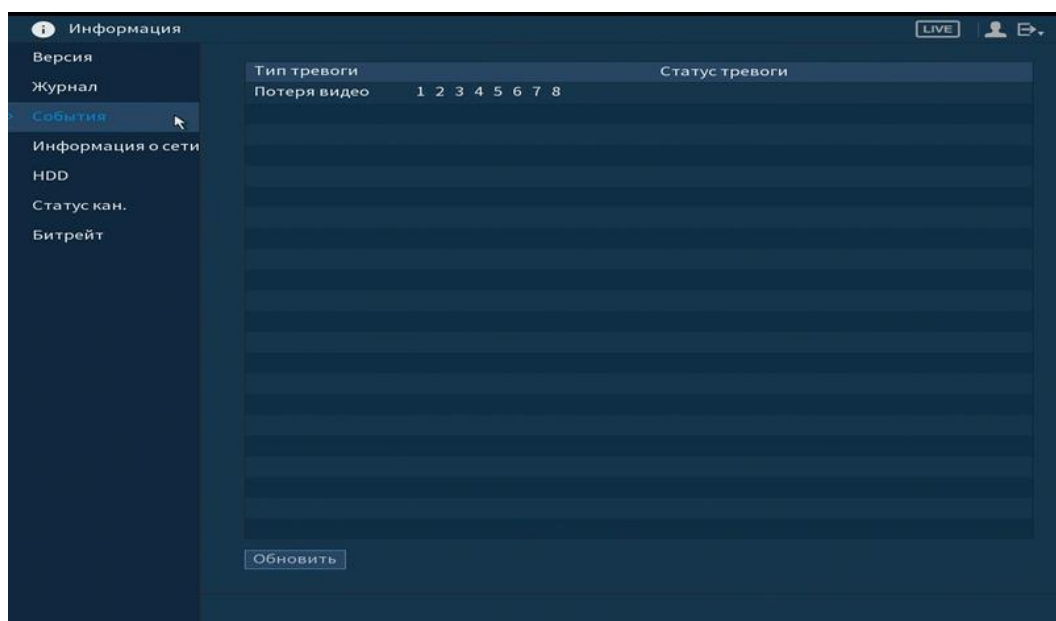 Информация
LIVE
Версия
Журнал
События
Информация о сети
HDD
Статус кан.
Битрейт
Тип тревоги Статус тревоги
Потеря видео 1 2 3 4 5 6 7 8
Обновить